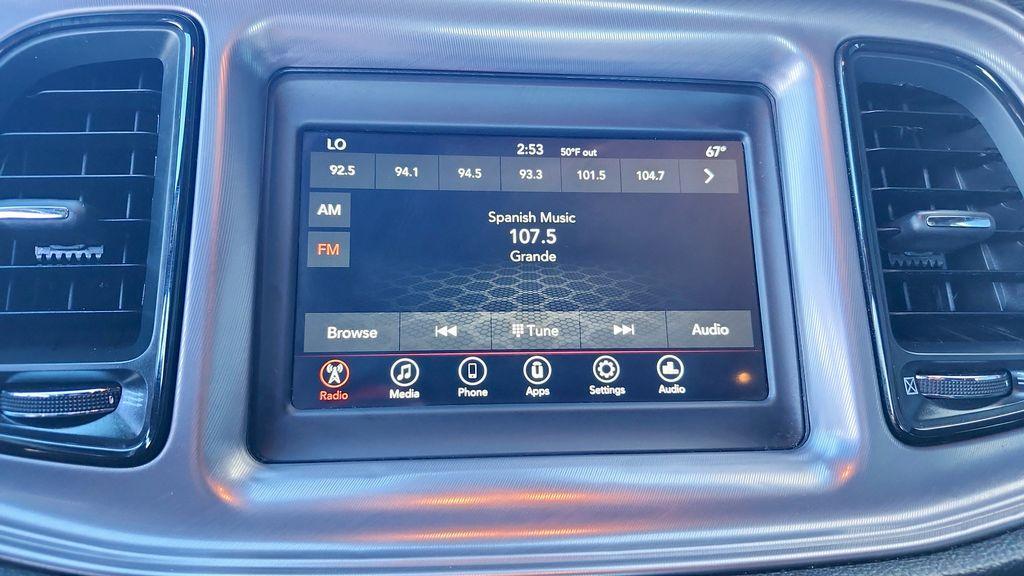 LO 2:53 50°F out 67°
92.5 94.1 94.5 93.3 101.5 104.7
AM
FM
Spanish Music
107.5
Grande
Browse Tune Audio
Radio Media Phone Apps Settings Audio